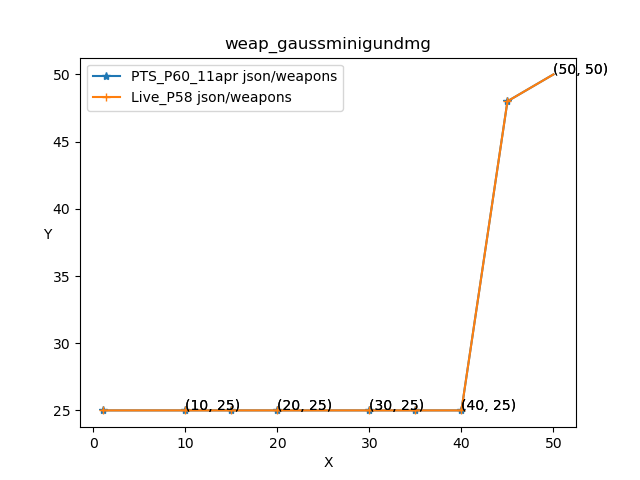 weap_gaussminigundmg
PTS_P60_11apr json/weapons
Live_P58 json/weapons
50
45
40
35
30
25
Y
(50, 50)
(10, 25) (20, 25) (30, 25) (40, 25)
0 10 20 30 40 50
X